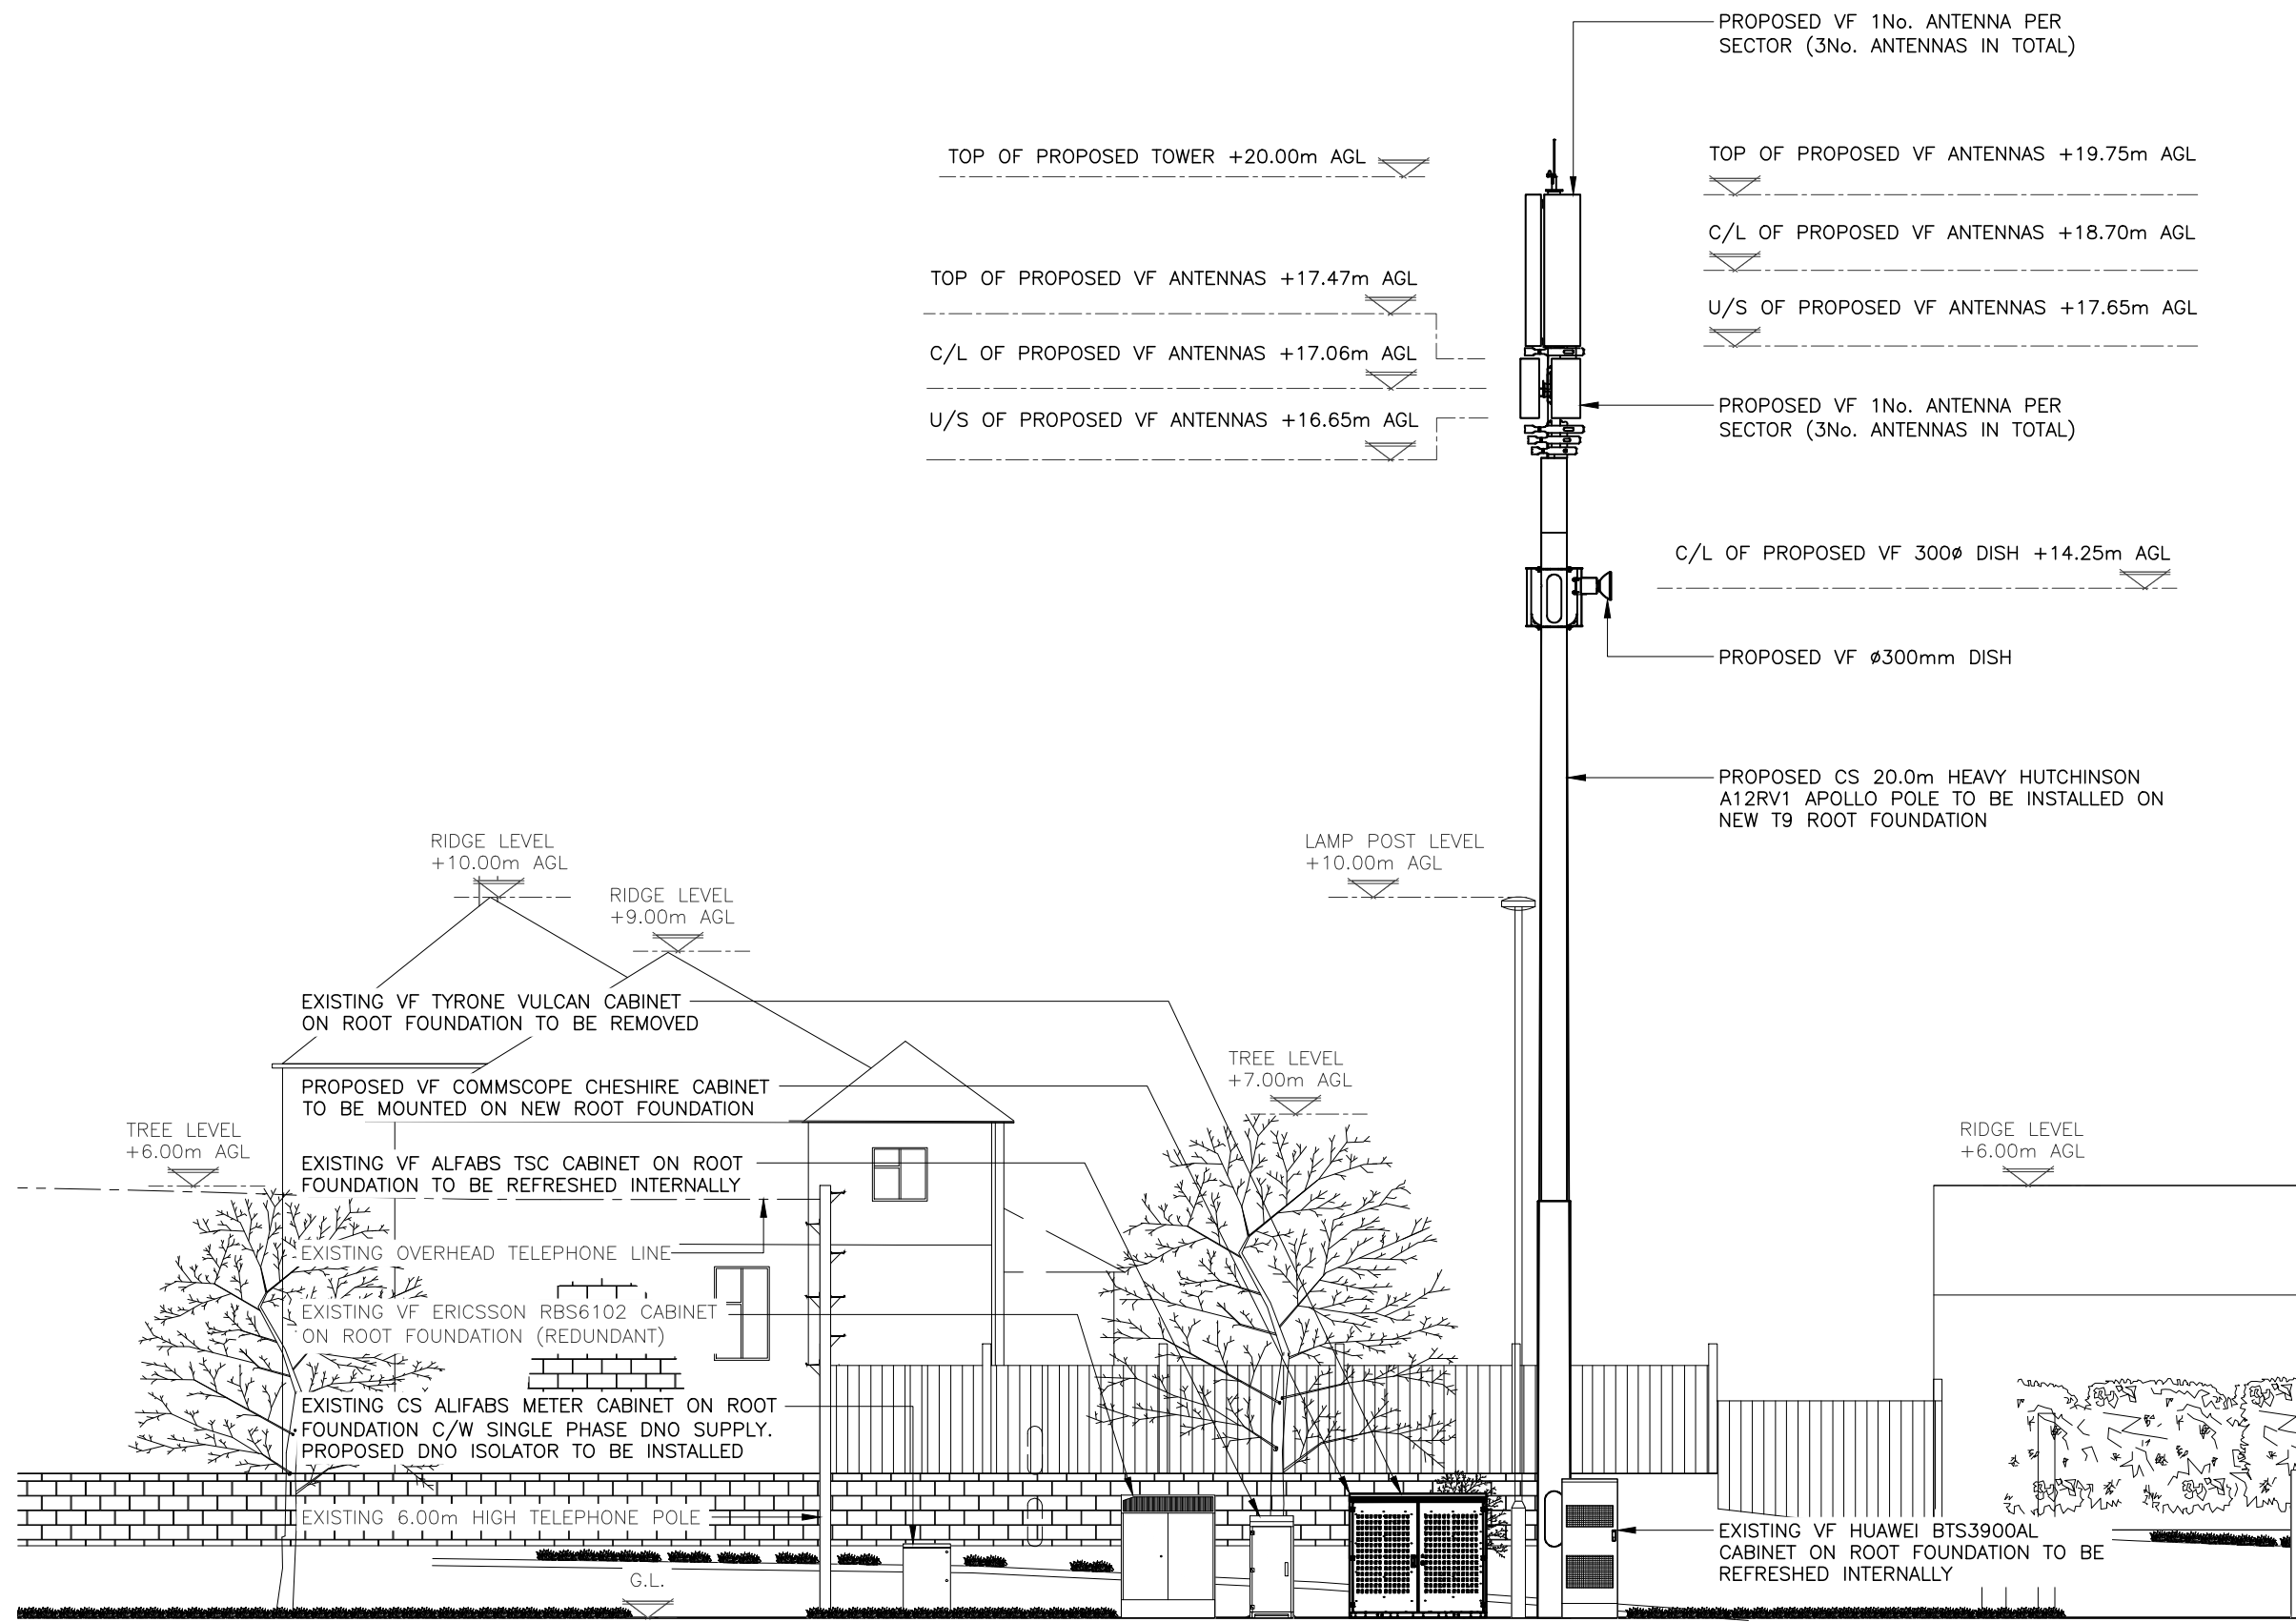 PROPOSED VF 1No. ANTENNA PER
SECTOR (3No. ANTENNAS IN TOTAL)
TOP OF PROPOSED TOWER +20.00m AGL
TOP OF PROPOSED VF ANTENNAS +19.75m AGL
C/L OF PROPOSED VF ANTENNAS +18.70m AGL
TOP OF PROPOSED VF ANTENNAS +17.47m AGL
U/S OF PROPOSED VF ANTENNAS +17.65m AGL
C/L OF PROPOSED VF ANTENNAS +17.06m AGL
U/S OF PROPOSED VF ANTENNAS +16.65m AGL
PROPOSED VF 1No. ANTENNA PER
SECTOR (3No. ANTENNAS IN TOTAL)
C/L OF PROPOSED VF 300ø DISH +14.25m AGL
PROPOSED VF ø300mm DISH
PROPOSED CS 20.0m HEAVY HUTCHINSON
A12RV1 APOLLO POLE TO BE INSTALLED ON
NEW T9 ROOT FOUNDATION
RIDGE LEVEL
+10.00m AGL
LAMP POST LEVEL
+10.00m AGL
RIDGE LEVEL
+9.00m AGL
EXISTING VF TYRONE VULCAN CABINET
ON ROOT FOUNDATION TO BE REMOVED
TREE LEVEL
+7.00m AGL
PROPOSED VF COMMSCOPE CHESHIRE CABINET
TO BE MOUNTED ON NEW ROOT FOUNDATION
TREE LEVEL
+6.00m AGL
RIDGE LEVEL
+6.00m AGL
EXISTING VF ALFABS TSC CABINET ON ROOT
FOUNDATION TO BE REFRESHED INTERNALLY
EXISTING OVERHEAD TELEPHONE LINE
EXISTING VF ERICSSON RBS6102 CABINET
ON ROOT FOUNDATION (REDUNDANT)
EXISTING CS ALIFABS METER CABINET ON ROOT
FOUNDATION C/W SINGLE PHASE DNO SUPPLY.
PROPOSED DNO ISOLATOR TO BE INSTALLED
EXISTING 6.00m HIGH TELEPHONE POLE
EXISTING VF HUAWEI BTS3900AL
CABINET ON ROOT FOUNDATION TO BE
REFRESHED INTERNALLY
G.L.